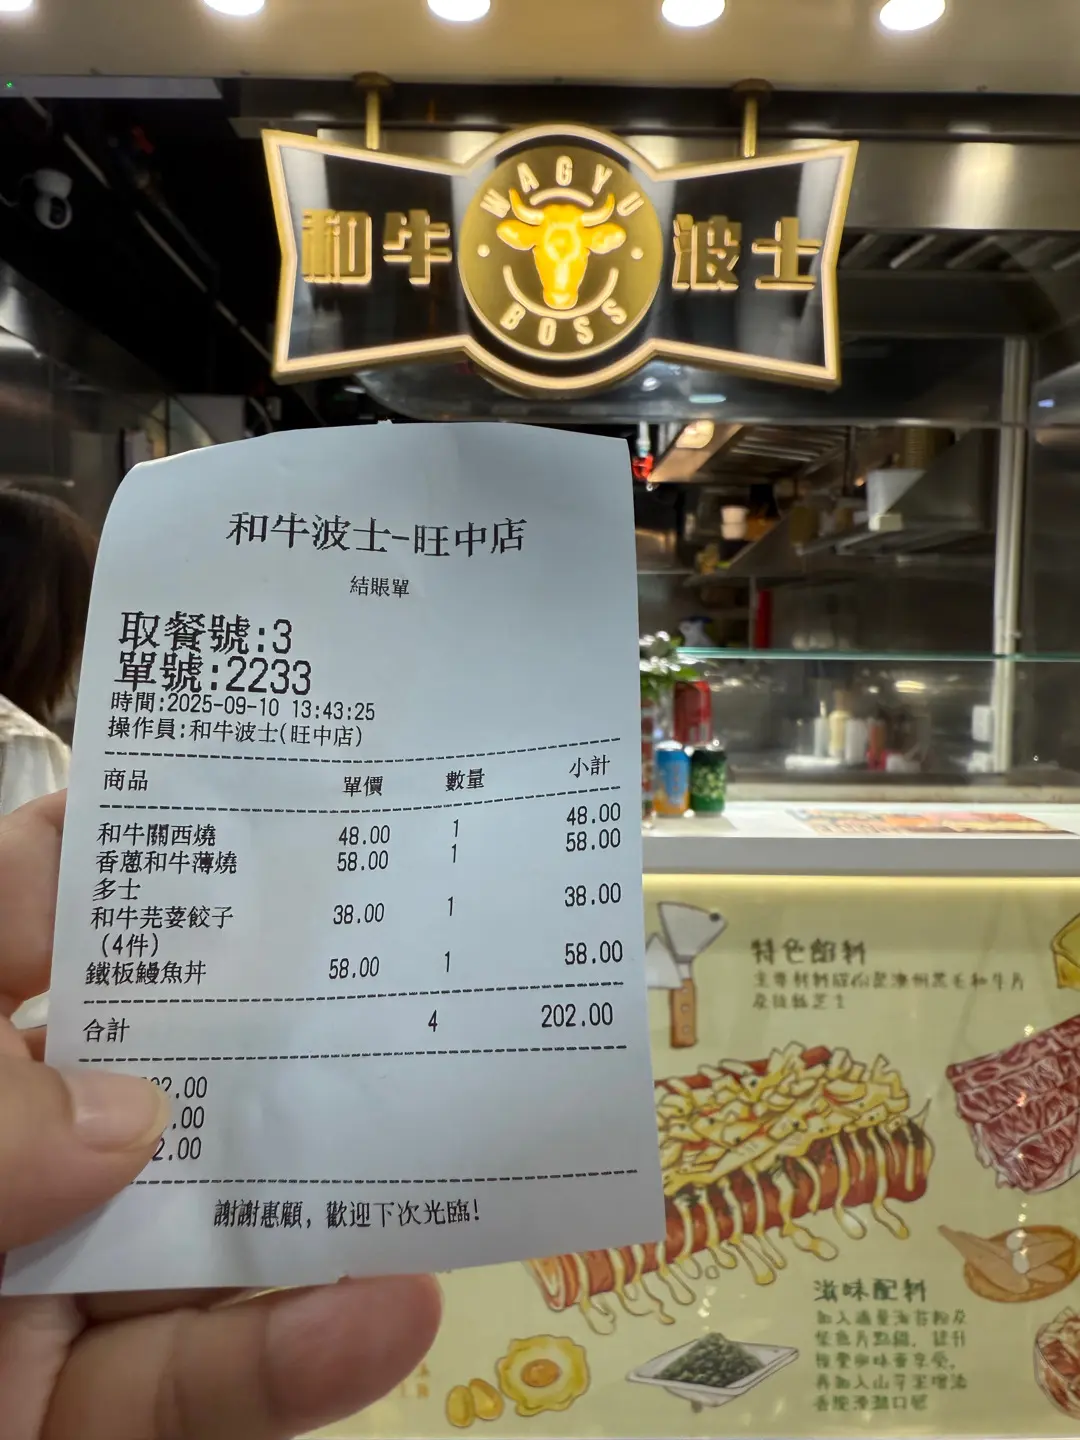 和牛
WAGYU
BOSS
波士
和牛波士-旺中店
結賬單
取餐號:3
單號:2233
時間:2025-09-10 13:43:25
操作員:和牛波士(旺中店)
商品 單價 數量 小計
和牛關西燒 48.00 1 48.00
香蔥和牛薄燒 58.00 1 58.00
多士
和牛芫荽餃子 38.00 1 38.00
(4件)
鐵板鰻魚丼 58.00 1 58.00
合計 4 202.00
2.00
.00
2.00
謝謝惠顧, 歡迎下次光臨!
特色餡料
滋味配料